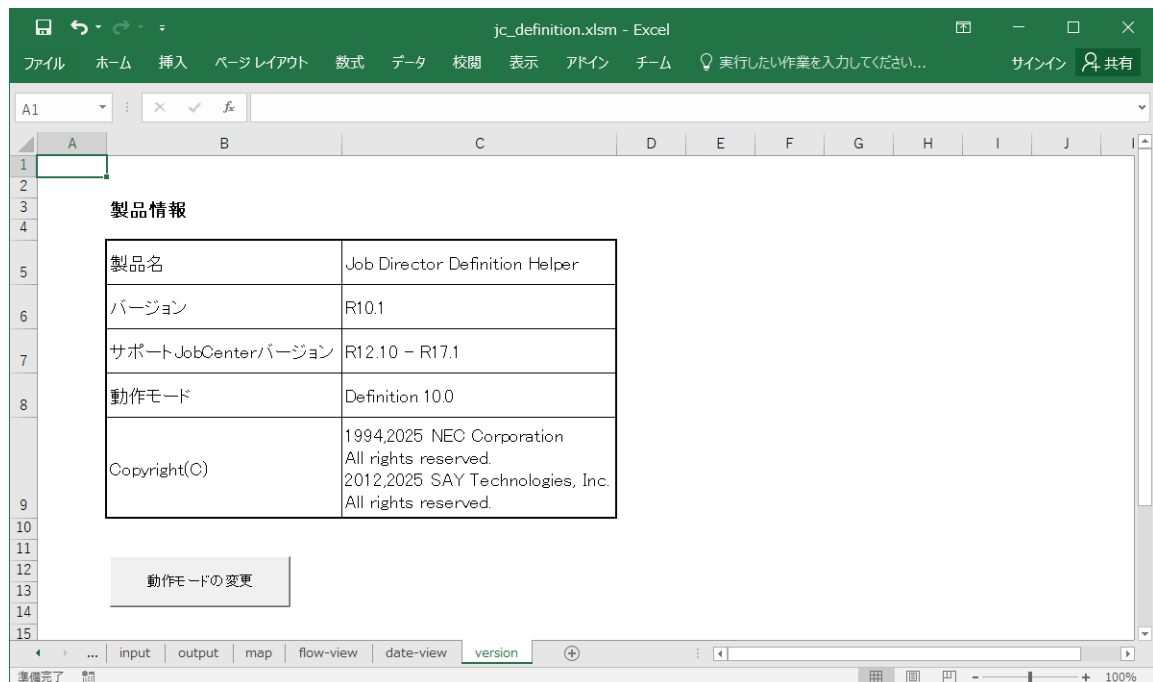 jc_definition.xlsm - Excel
ファイル ホーム 挿入 ページ レイアウト 数式 データ 校閲 表示 アドイン チーム 実行したい作業を入力してください... サインイン 共有
A1 fx
A B C D E F G H I J
1
2
3 製品情報
4
5 製品名 Job Director Definition Helper
6 バージョン R10.1
7 サポートJobCenterバージョン R12.10 - R17.1
8 動作モード Definition 10.0
1994,2025 NEC Corporation
All rights reserved.
Copyright(C)
2012,2025 SAY Technologies, Inc.
9 All rights reserved.
10
11
12
動作モードの変更
13
14
15
... input output map flow-view date-view version
準備完了 100%